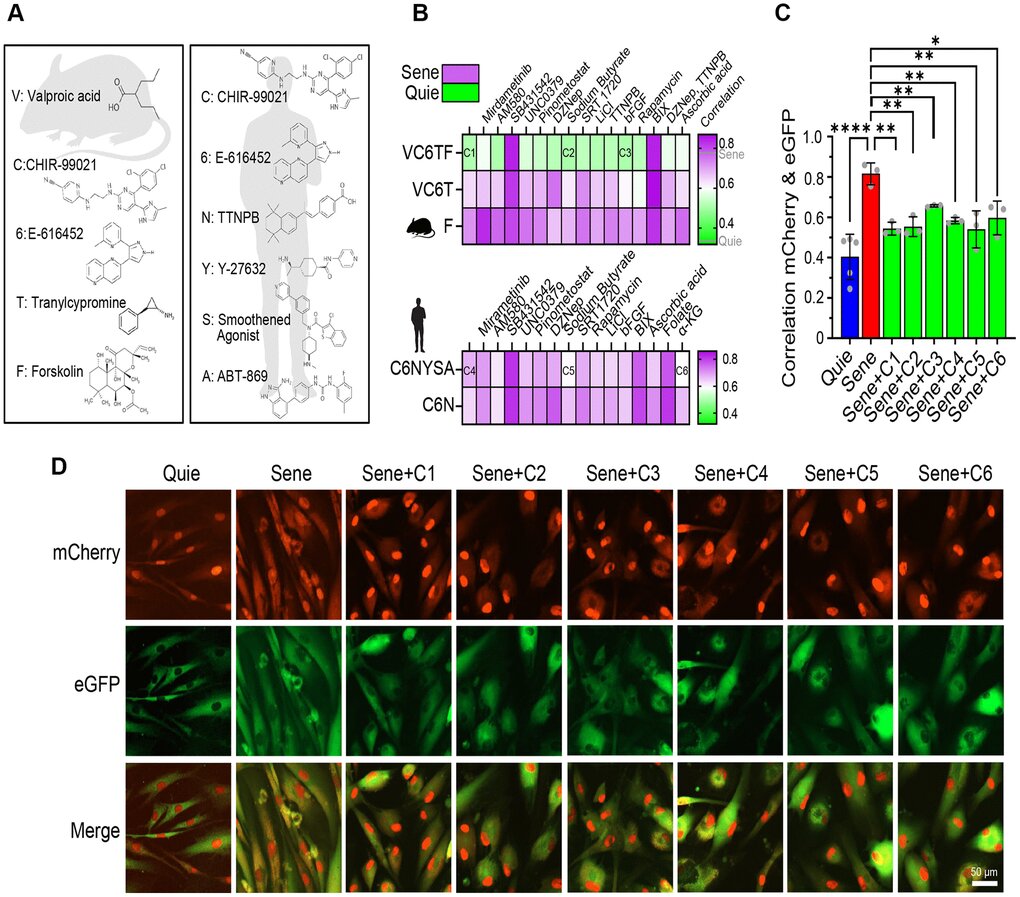 A
V: Valproic acid
HO
O
C:CHIR-99021
6:E-616452
T: Tranylcypromine
F: Forskolin
C: CHIR-99021
6: E-616452
N: TTNPB
Y: Y-27632
S: Smoothened
Agonist
A: ABT-869
B
Sene
Quie
Mirdametinib
AM580
SB431542
UNC0379
Pinometostat
DZNep
Sodium Butyrate
SRT 1720
LiCl
TTNPB
bFGF
Rapamycin
BIX
DZNep, TTNPB
Ascorbic acid
Correlation
VC6TF
C1
C2
C3
VC6T
F
0.8
Sene
0.6
0.4
Quie
Mirametinib
AM580
SB431542
UNC0379
Pinometostat
DZNep
Sodium Butyrate
SRT1720
Rapamycin
LiCl
bFGF
BIX
Ascorbic acid
Folate
α-KG
C6NYSA
C4
C5
C6
C6N
0.8
0.6
0.4
C
Correlation mCherry & eGFP
1.0
0.8
0.6
0.4
0.2
0
*
**
**
**
**
**** **
Quie
Sene
Sene+C1
Sene+C2
Sene+C3
Sene+C4
Sene+C5
Sene+C6
D
Quie Sene Sene+C1 Sene+C2 Sene+C3 Sene+C4 Sene+C5 Sene+C6
mCherry
eGFP
Merge
50 µm